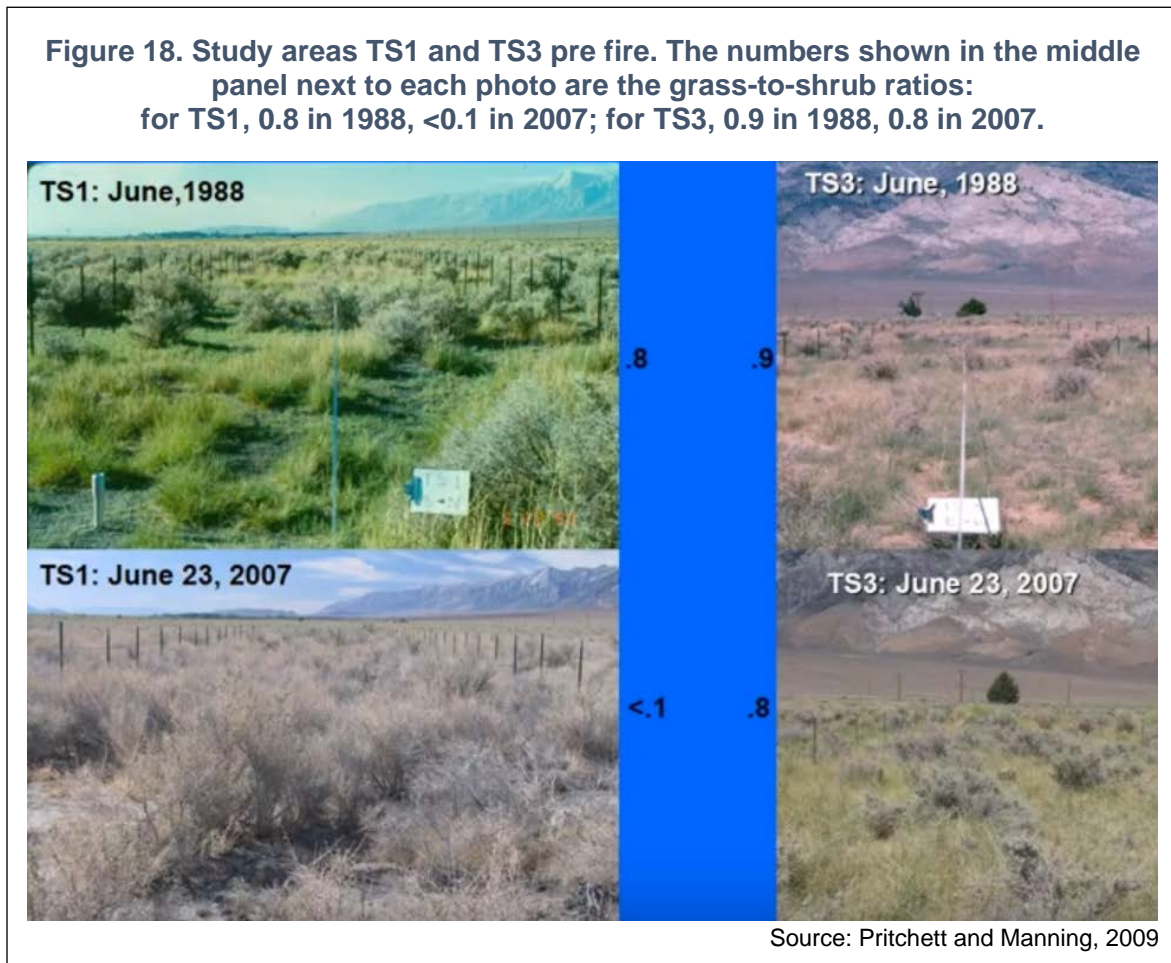 Figure 18. Study areas TS1 and TS3 pre fire. The numbers shown in the middle
panel next to each photo are the grass-to-shrub ratios:
for TS1, 0.8 in 1988, <0.1 in 2007; for TS3, 0.9 in 1988, 0.8 in 2007.
TS1: June,1988
TS3: June, 1988
.8
.9
TS1: June 23, 2007
TS3: June 23, 2007
<.1
.8
Source: Pritchett and Manning, 2009